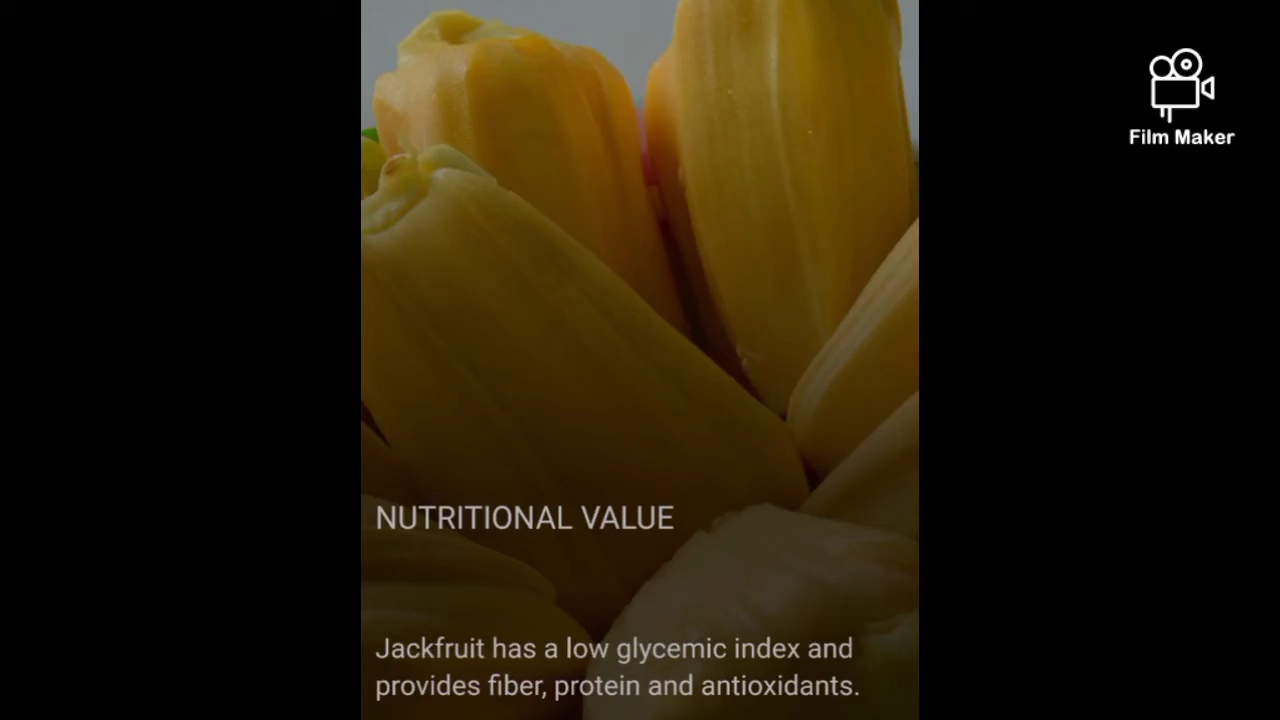 Film Maker
NUTRITIONAL VALUE
Jackfruit has a low glycemic index and
provides fiber, protein and antioxidants.